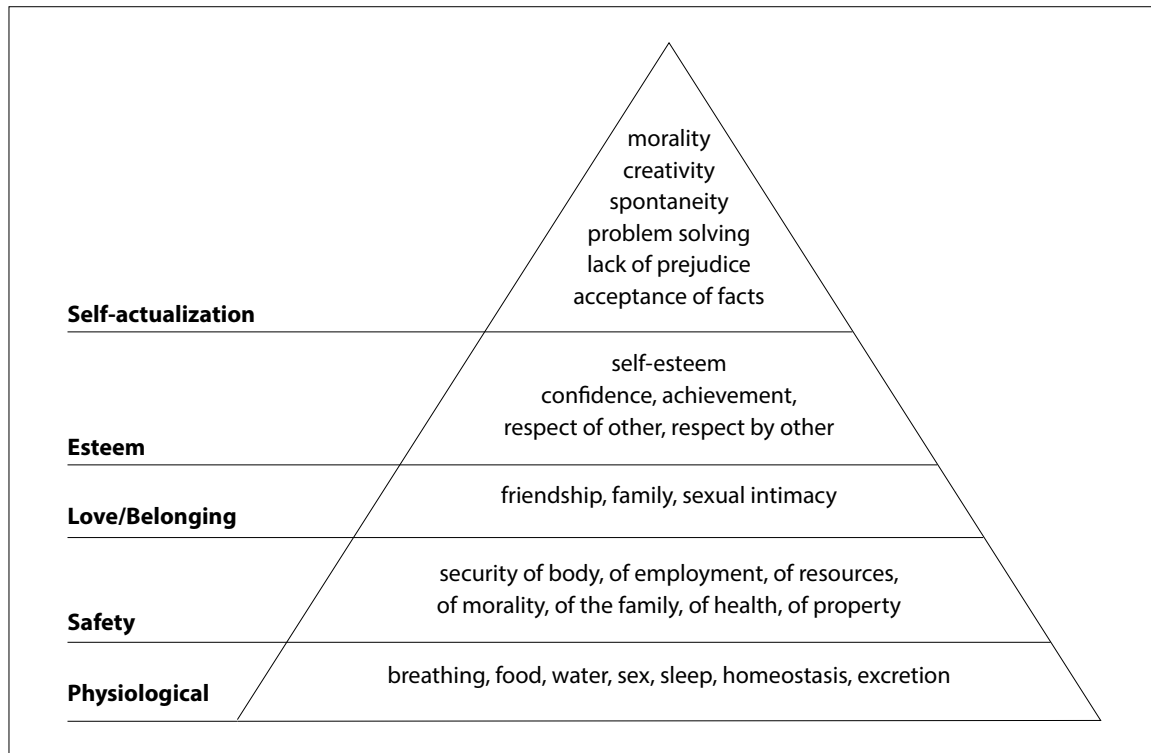 morality
creativity
spontaneity
problem solving
lack of prejudice
acceptance of facts
Self-actualization
self-esteem
confidence, achievement,
respect of other, respect by other
Esteem
friendship, family, sexual intimacy
Love/Belonging
security of body, of employment, of resources,
of morality, of the family, of health, of property
Safety
breathing, food, water, sex, sleep, homeostasis, excretion
Physiological